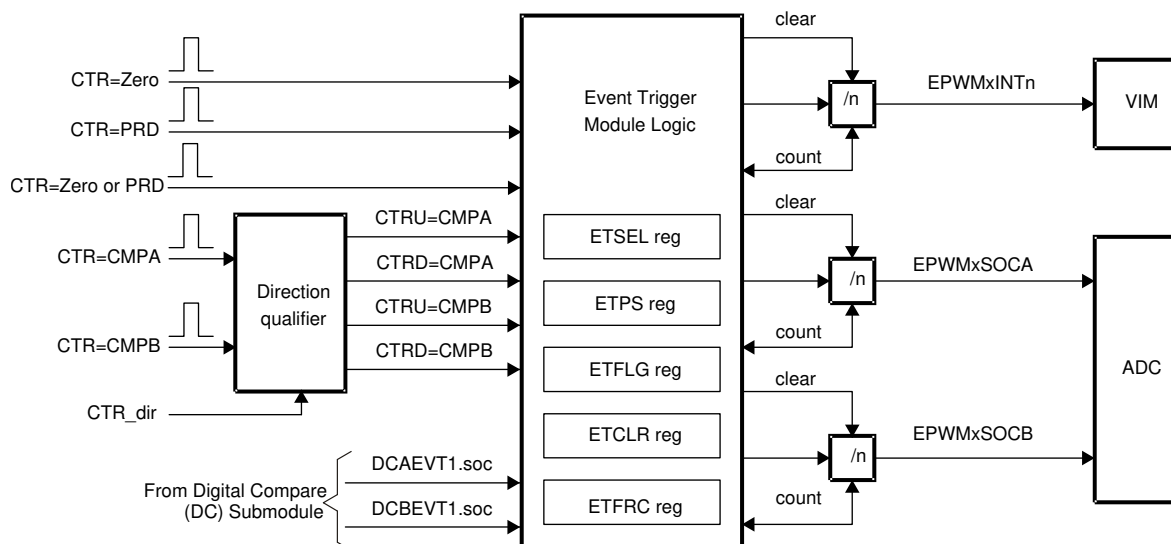 CTR=Zero
CTR=PRD
CTR=Zero or PRD
CTR=CMPA
CTR=CMPB
CTR_dir
Direction
qualifier
CTRU=CMPA
CTRD=CMPA
CTRU=CMPB
CTRD=CMPB
From Digital Compare
(DC) Submodule
DCAEVT1.soc
DCBEVT1.soc
Event Trigger
Module Logic
ETSEL reg
ETPS reg
ETFLG reg
ETCLR reg
ETFRC reg
clear
/n
count
EPWMxINTn
VIM
clear
/n
count
EPWMxSOCA
clear
/n
count
EPWMxSOCB
ADC